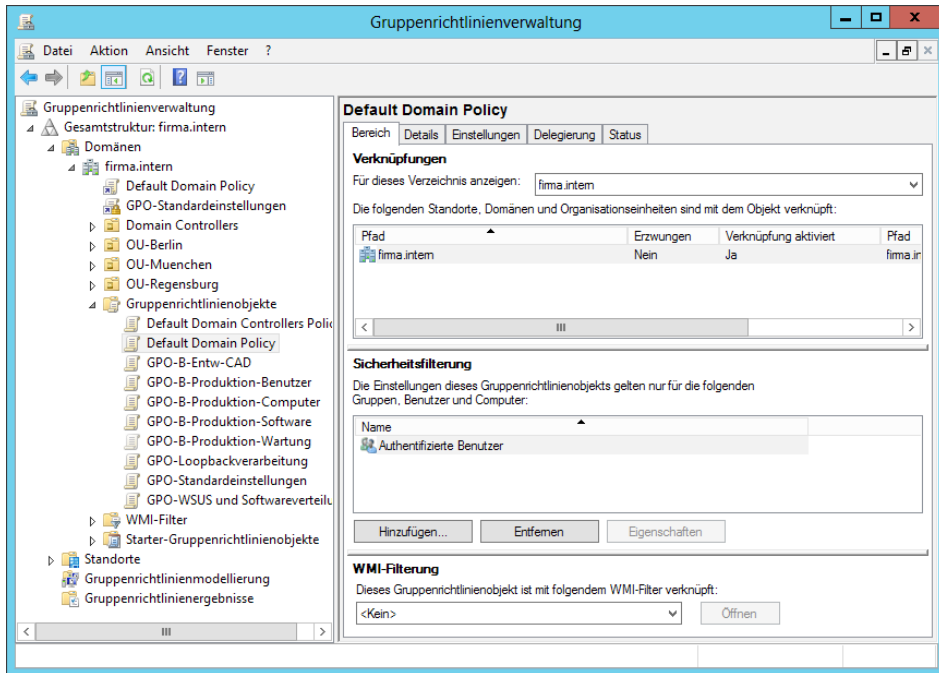 Gruppenrichtlinienverwaltung
Datei Aktion Ansicht Fenster ?
Gruppenrichtlinienverwaltung
Gesamtstruktur: firma.intern
Domänen
firma.intern
Default Domain Policy
GPO-Standardeinstellungen
Domain Controllers
OU-Berlin
OU-Muenchen
OU-Regensburg
Gruppenrichtlinienobjekte
Default Domain Controllers Polic
Default Domain Policy
GPO-B-Entw-CAD
GPO-B-Produktion-Benutzer
GPO-B-Produktion-Computer
GPO-B-Produktion-Software
GPO-B-Produktion-Wartung
GPO-Loopbackverarbeitung
GPO-Standardeinstellungen
GPO-WSUS und Softwareverteilu
WMI-Filter
Starter-Gruppenrichtlinienobjekte
Standorte
Gruppenrichtlinienmodellierung
Gruppenrichtlinienergebnisse
Default Domain Policy
Bereich Details Einstellungen Delegierung Status
Verknüpfungen
Für dieses Verzeichnis anzeigen: firma.intern
Die folgenden Standorte, Domänen und Organisationseinheiten sind mit dem Objekt verknüpft:
Pfad Erzwungen Verknüpfung aktiviert Pfad
firma.intern Nein Ja firma.ir
Sicherheitsfilterung
Die Einstellungen dieses Gruppenrichtlinienobjekts gelten nur für die folgenden
Gruppen, Benutzer und Computer:
Name
Authentifizierte Benutzer
Hinzufügen... Entfernen Eigenschaften
WMI-Filterung
Dieses Gruppenrichtlinienobjekt ist mit folgendem WMI-Filter verknüpft:
<Kein> Öffnen